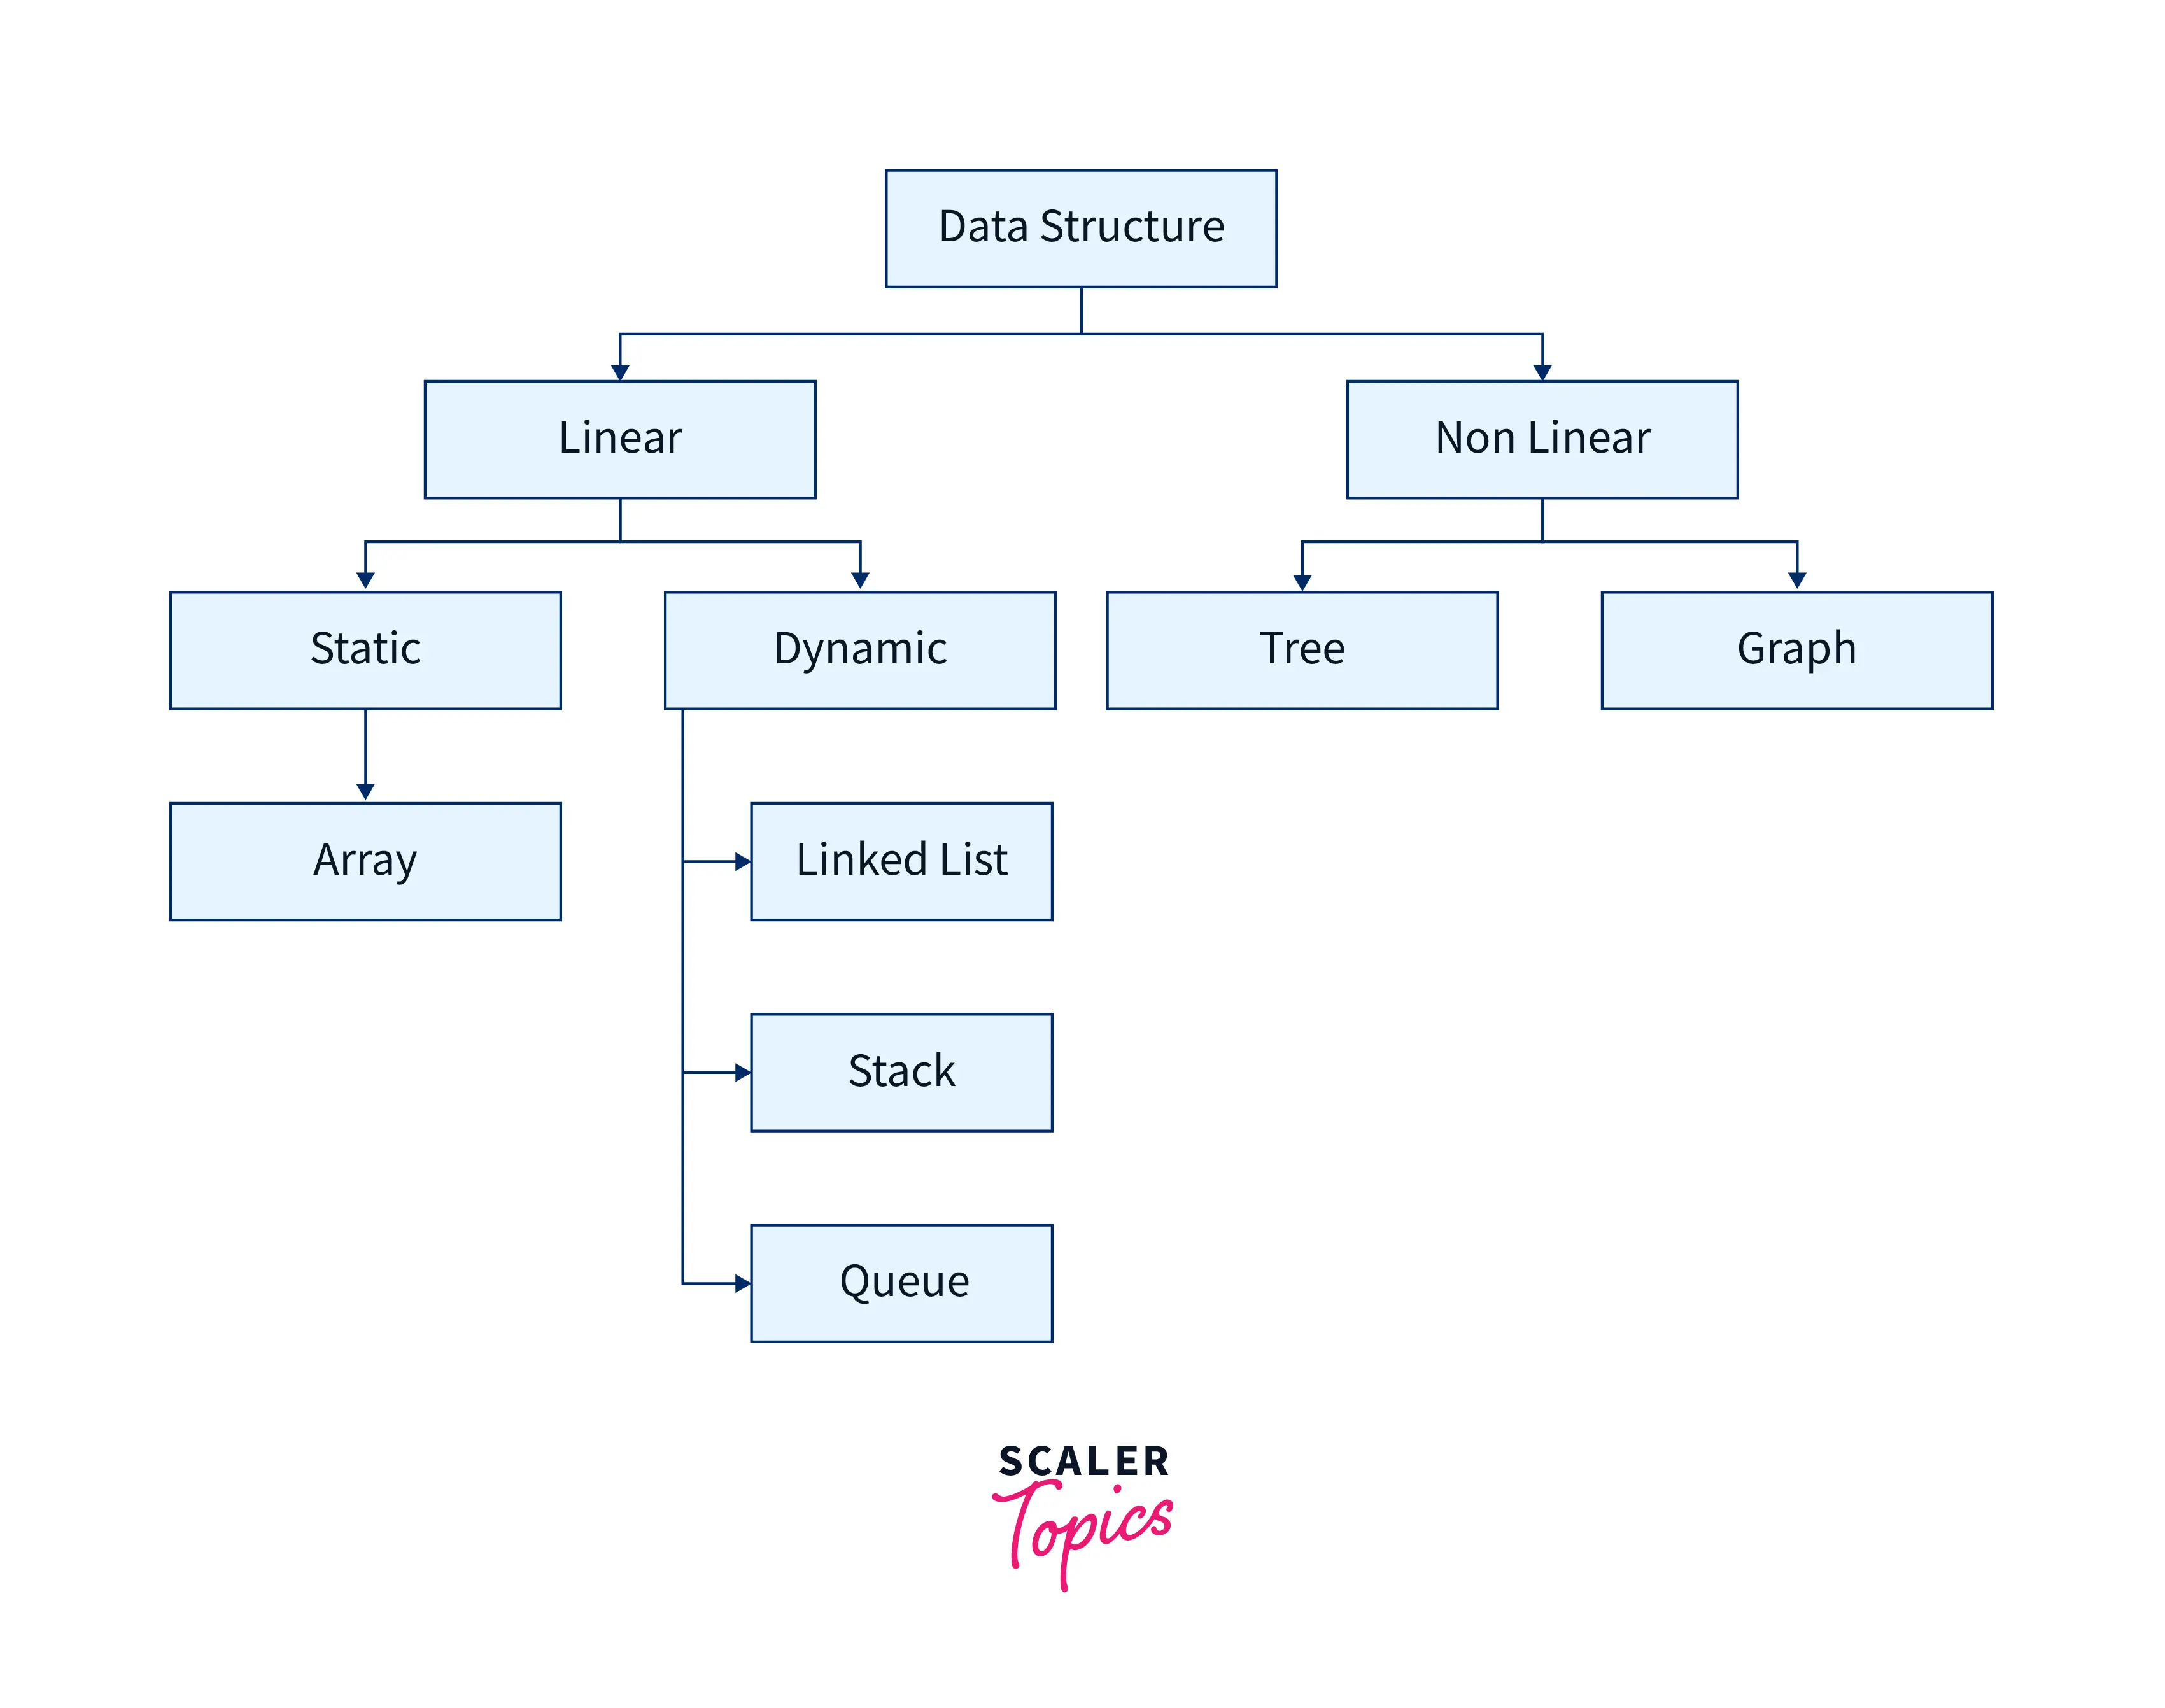 Data Structure
Linear
Non Linear
Static
Dynamic
Tree
Graph
Array
Linked List
Stack
Queue
SCALER
Topics